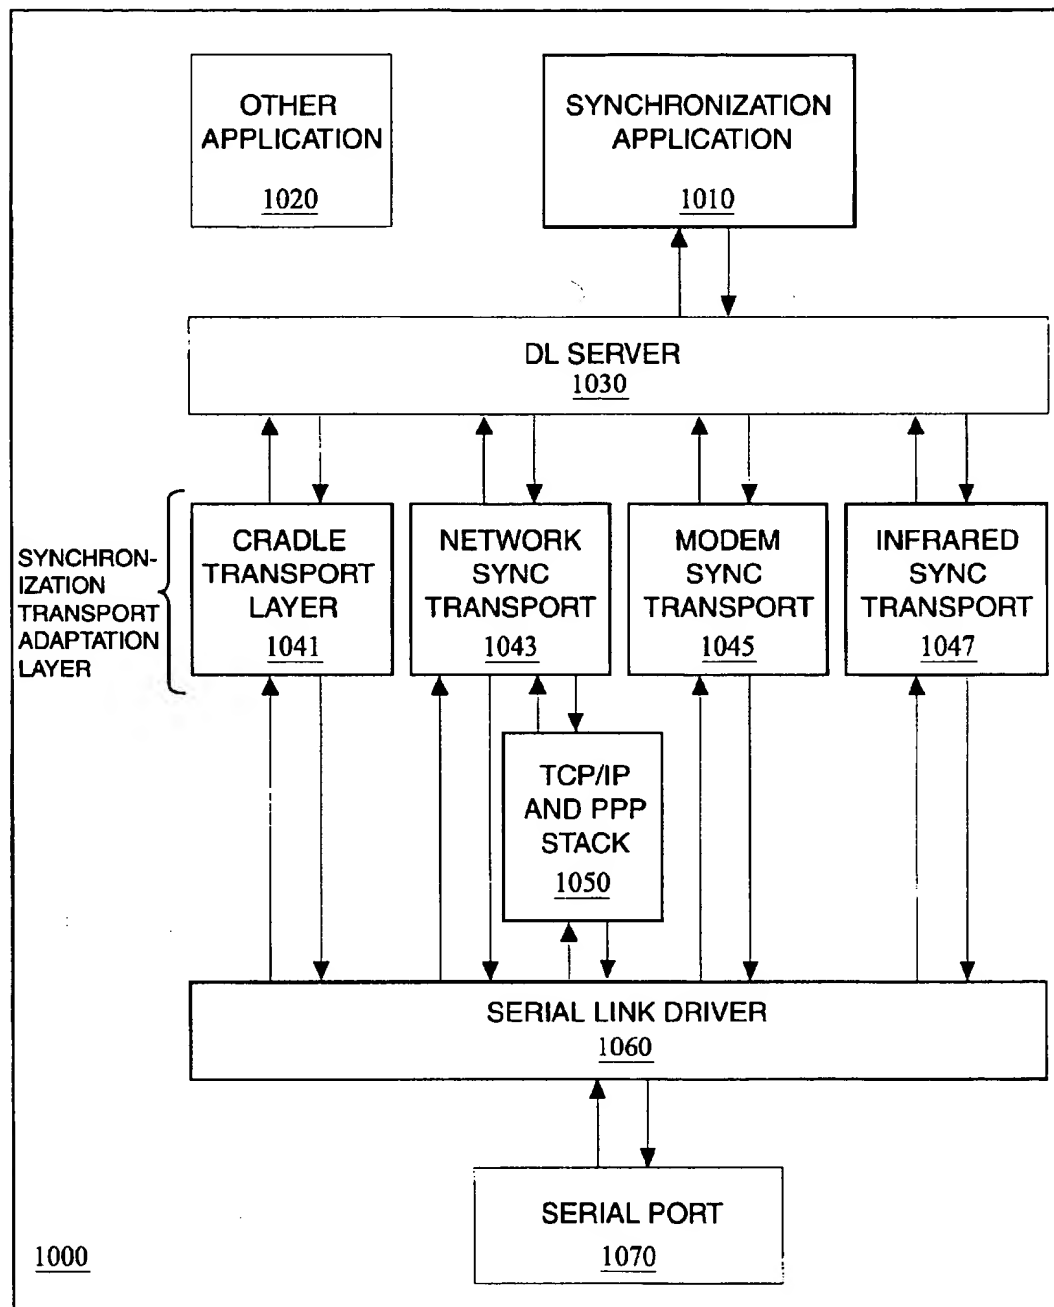 OTHER
APPLICATION
1020
SYNCHRONIZATION
APPLICATION
1010
DL SERVER
1030
SYNCHRON-
IZATION
TRANSPORT
ADAPTATION
LAYER
CRADLE
TRANSPORT
LAYER
1041
NETWORK
SYNC
TRANSPORT
1043
MODEM
SYNC
TRANSPORT
1045
INFRARED
SYNC
TRANSPORT
1047
TCP/IP
AND PPP
STACK
1050
SERIAL LINK DRIVER
1060
SERIAL PORT
1070
1000